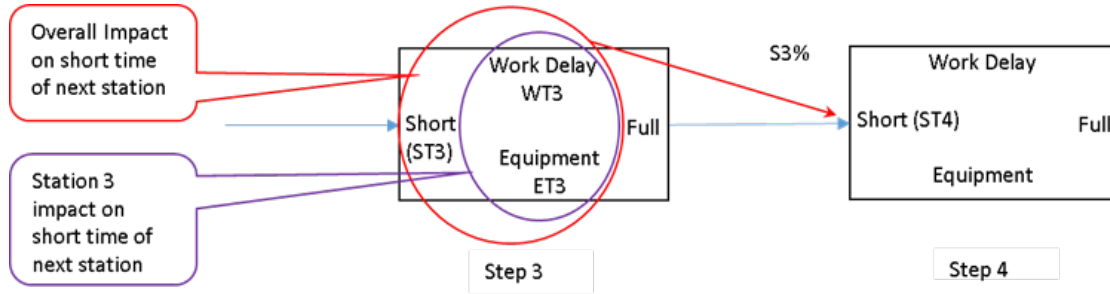 Overall Impact
on short time
of next station
Station 3
impact on
short time of
next station
Short
(ST3)
Work Delay
WT3
Equipment
ET3
Full
Step 3
S3%
Work Delay
Short (ST4)
Full
Equipment
Step 4